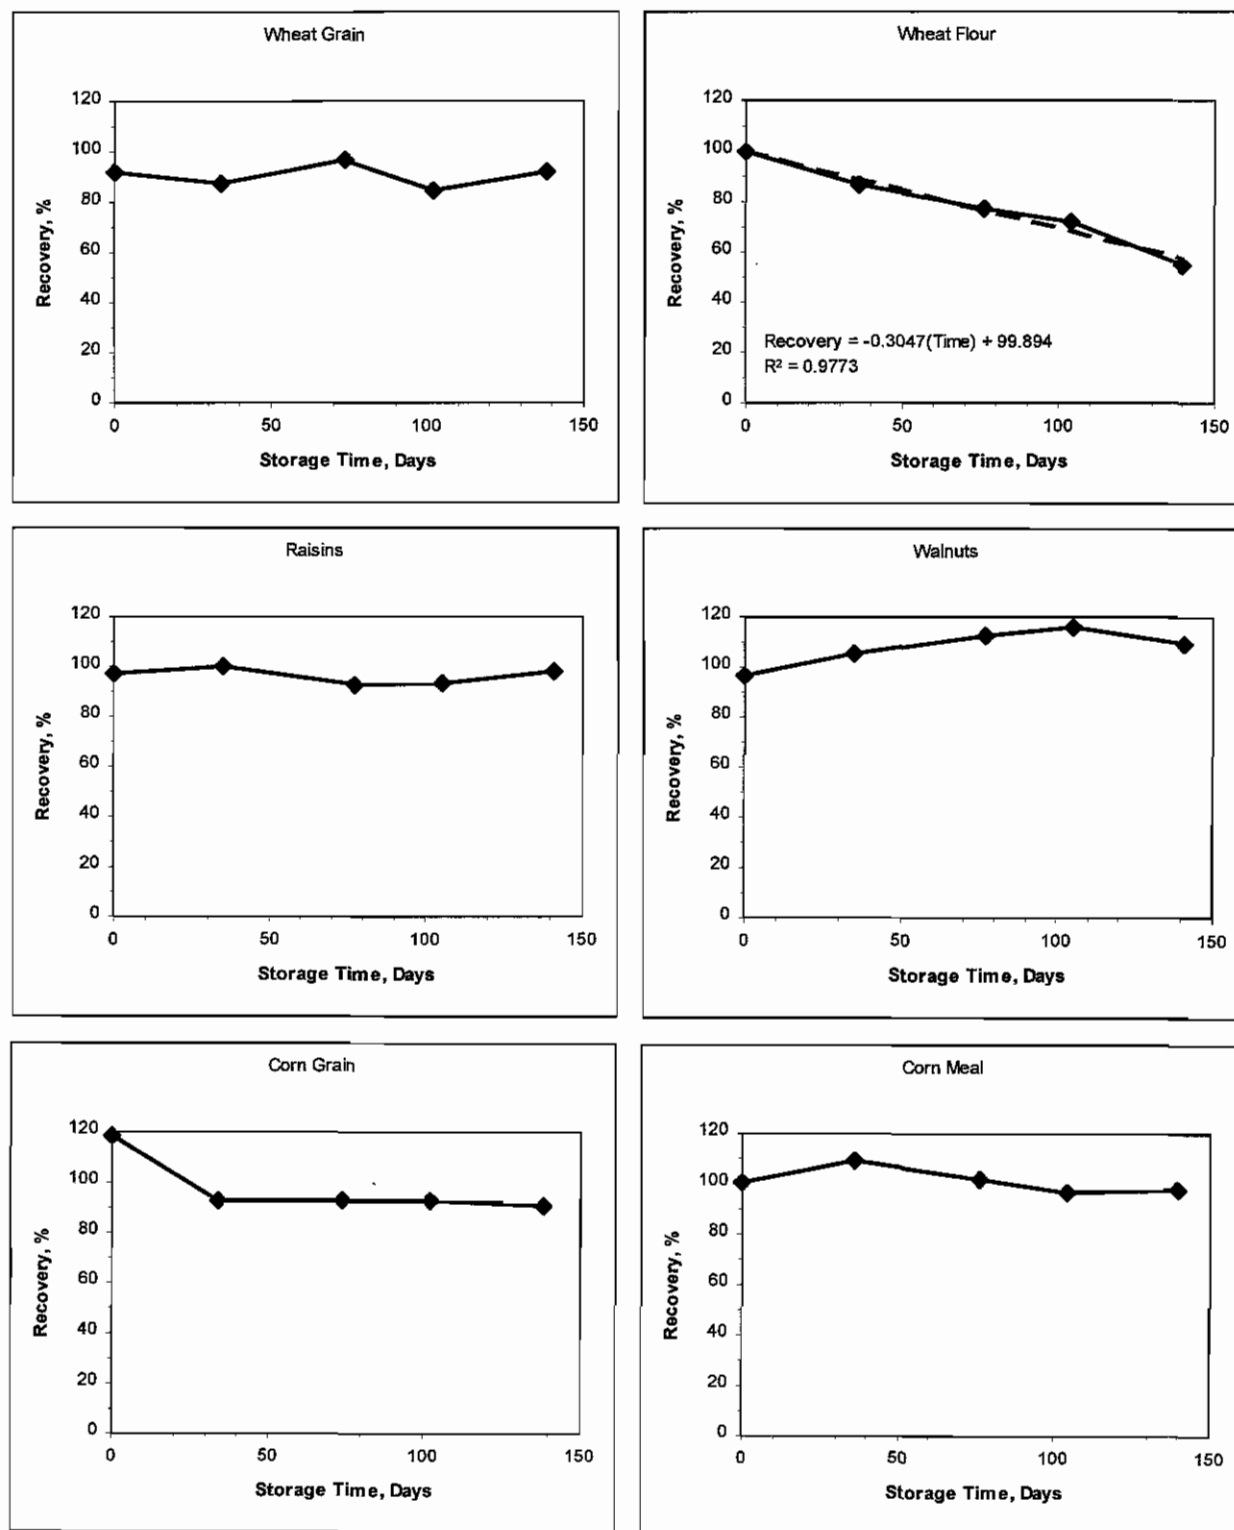 Wheat Grain
120
100
80
60
40
20
0
Recovery, %
0 50 100 150
Storage Time, Days
Wheat Flour
120
100
80
60
40
20
0
Recovery, %
Recovery = -0.3047(Time) + 99.894
R² = 0.9773
0 50 100 150
Storage Time, Days
Raisins
120
100
80
60
40
20
0
Recovery, %
0 50 100 150
Storage Time, Days
Walnuts
120
100
80
60
40
20
0
Recovery, %
0 50 100 150
Storage Time, Days
Corn Grain
120
100
80
60
40
20
0
Recovery, %
0 50 100 150
Storage Time, Days
Corn Meal
120
100
80
60
40
20
0
Recovery, %
0 50 100 150
Storage Time, Days